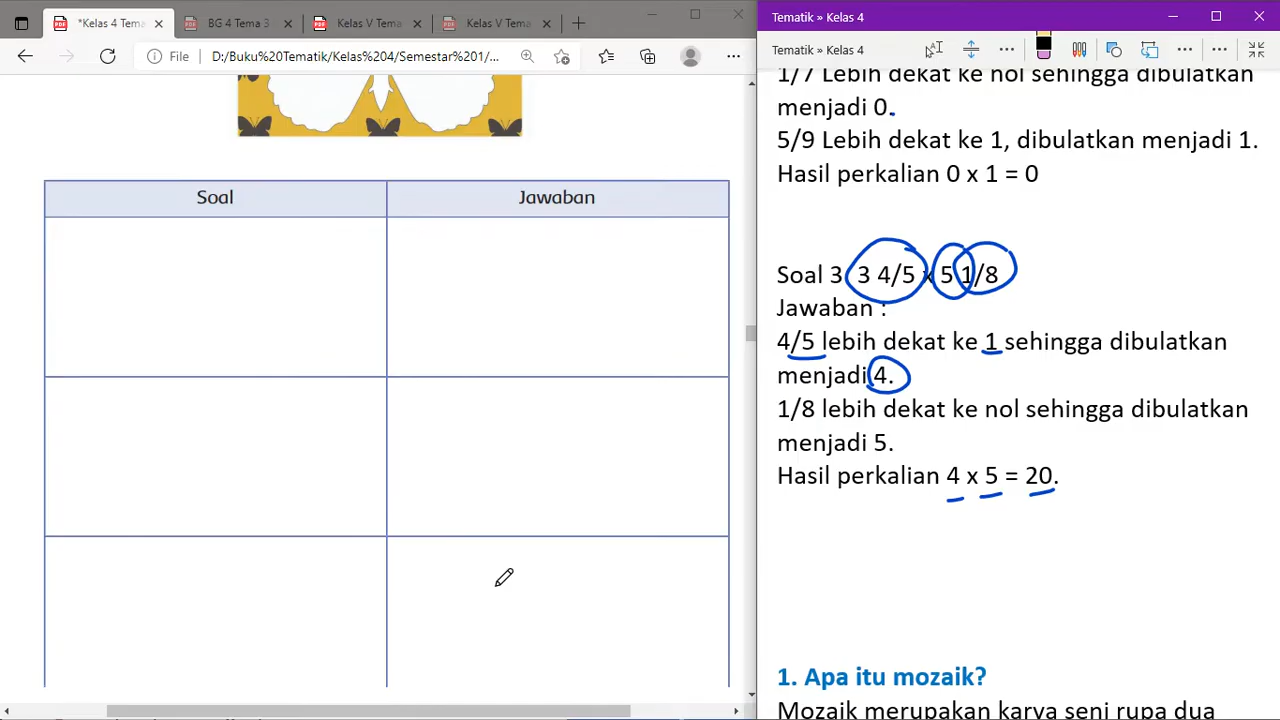 *Kelas 4 Tema
BG 4 Tema 3
Kelas V Tema
Kelas V Tema
File
D:/Buku%20Tematik/Kelas%204/Semestar%201/...
Soal
Jawaban
Tematik » Kelas 4
Tematik » Kelas 4
1/7 Lebih dekat ke nol sehingga dibulatkan
menjadi 0.
5/9 Lebih dekat ke 1, dibulatkan menjadi 1.
Hasil perkalian 0 x 1 = 0
Soal 3 3 4/5 x 5 1/8
Jawaban :
4/5 lebih dekat ke 1 sehingga dibulatkan
menjadi 4.
1/8 lebih dekat ke nol sehingga dibulatkan
menjadi 5.
Hasil perkalian 4 x 5 = 20.
1. Apa itu mozaik?
Mozaik merupakan karya seni rupa dua